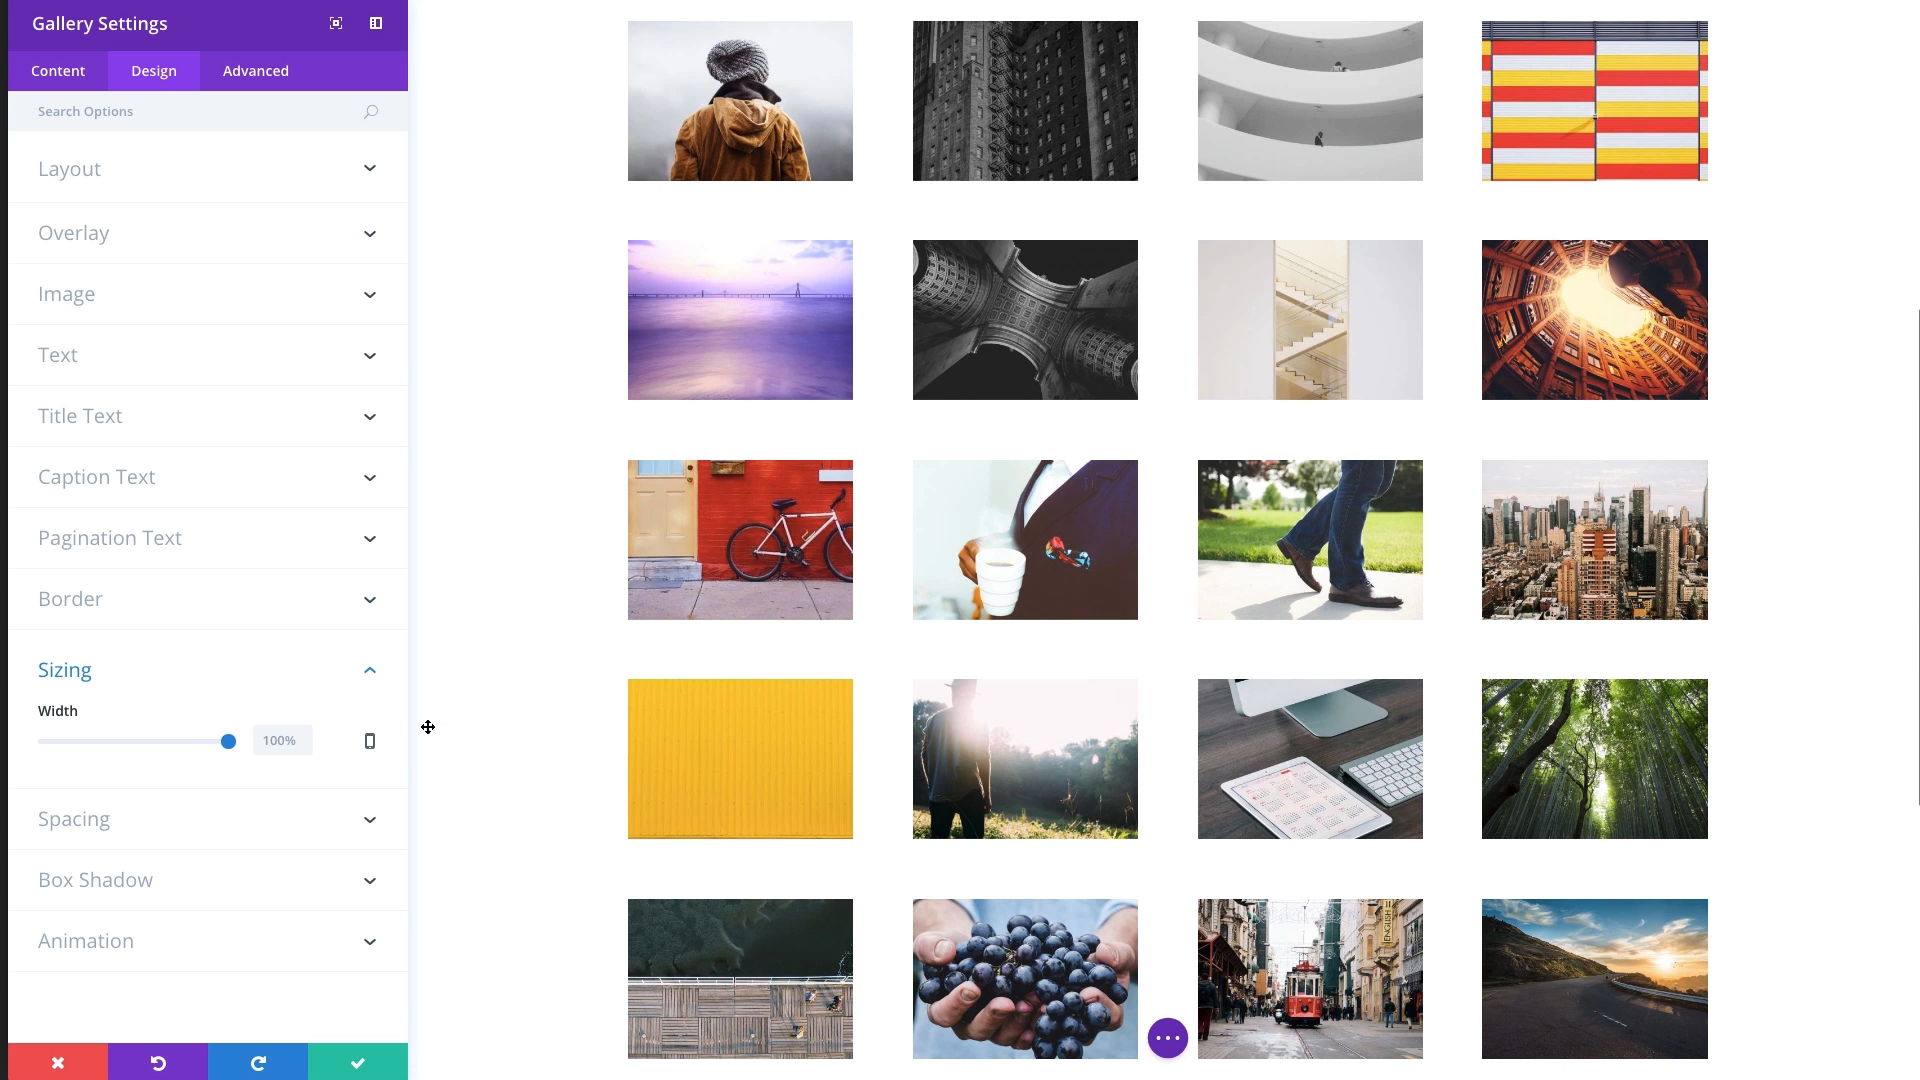 Gallery Settings
Content
Design
Advanced
Search Options
Layout
Overlay
Image
Text
Title Text
Caption Text
Pagination Text
Border
Sizing
Width
100%
Spacing
Box Shadow
Animation
ENGLISH